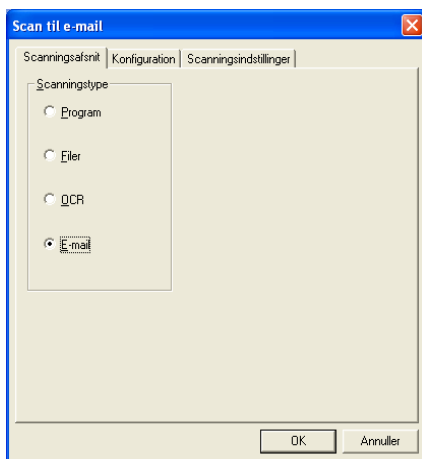 Scan til e-mail
Scanningsafsnit Konfiguration Scanningsindstillinger
Scanningstype
Program
Filer
OCR
E-mail
OK Annuller